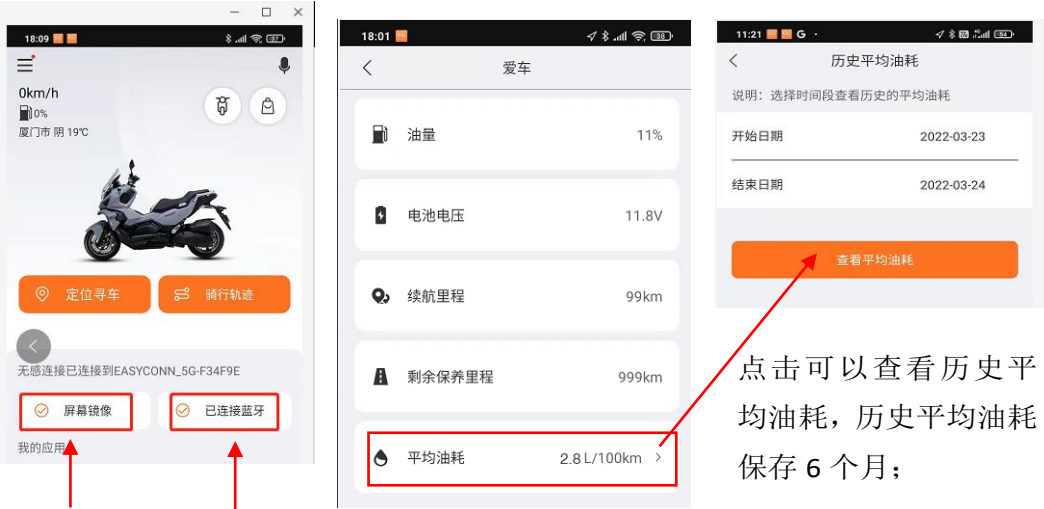 18:09
37
0km/h
0%
厦门市 阴 19℃
定位寻车
骑行轨迹
无感连接已连接到EASYCONN_5G-F34F9E
屏幕镜像
已连接蓝牙
我的应用
18:01
38
爱车
油量
11%
电池电压
11.8V
续航里程
99km
剩余保养里程
999km
平均油耗
2.8L/100km
11:21
G
54
历史平均油耗
说明：选择时间段查看历史的平均油耗
开始日期
2022-03-23
结束日期
2022-03-24
查看平均油耗
点击可以查看历史平
均油耗，历史平均油耗
保存 6 个月；